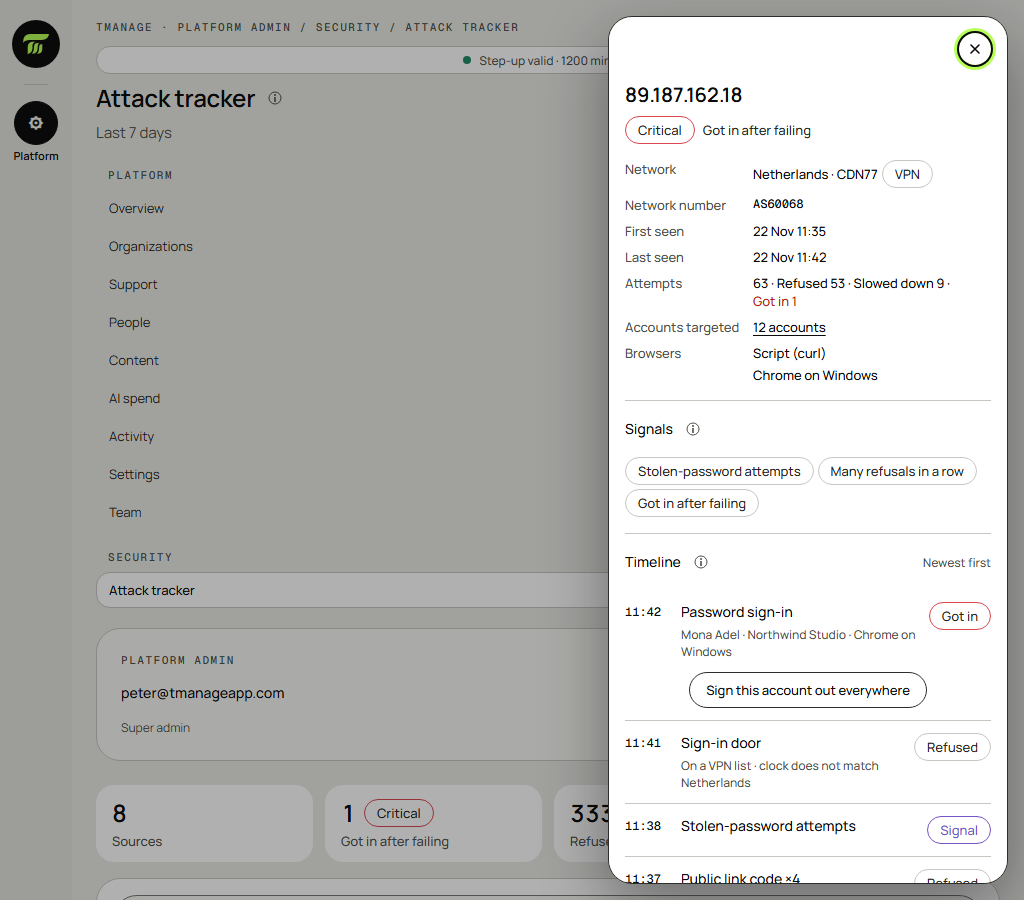 TMANAGE · PLATFORM ADMIN / SECURITY / ATTACK TRACKER
Step-up valid · 1200
Attack tracker
Last 7 days
Platform
PLATFORM
Overview
Organizations
Support
People
Content
AI spend
Activity
Settings
Team
SECURITY
Attack tracker
PLATFORM ADMIN
peter@tmanageapp.com
Super admin
8
Sources
1 Critical
Got in after failing
333
89.187.162.18
Critical Got in after failing
Network Netherlands · CDN77 VPN
Network number AS60068
First seen 22 Nov 11:35
Last seen 22 Nov 11:42
Attempts 63 · Refused 53 · Slowed down 9 ·
Got in 1
Accounts targeted 12 accounts
Browsers Script (curl)
Chrome on Windows
Signals
Stolen-password attempts Many refusals in a row
Got in after failing
Timeline Newest first
11:42 Password sign-in Got in
Mona Adel · Northwind Studio · Chrome on
Windows
Sign this account out everywhere
11:41 Sign-in door Refused
On a VPN list · clock does not match
Netherlands
11:38 Stolen-password attempts Signal
11:37 Public link code ×4 Refused